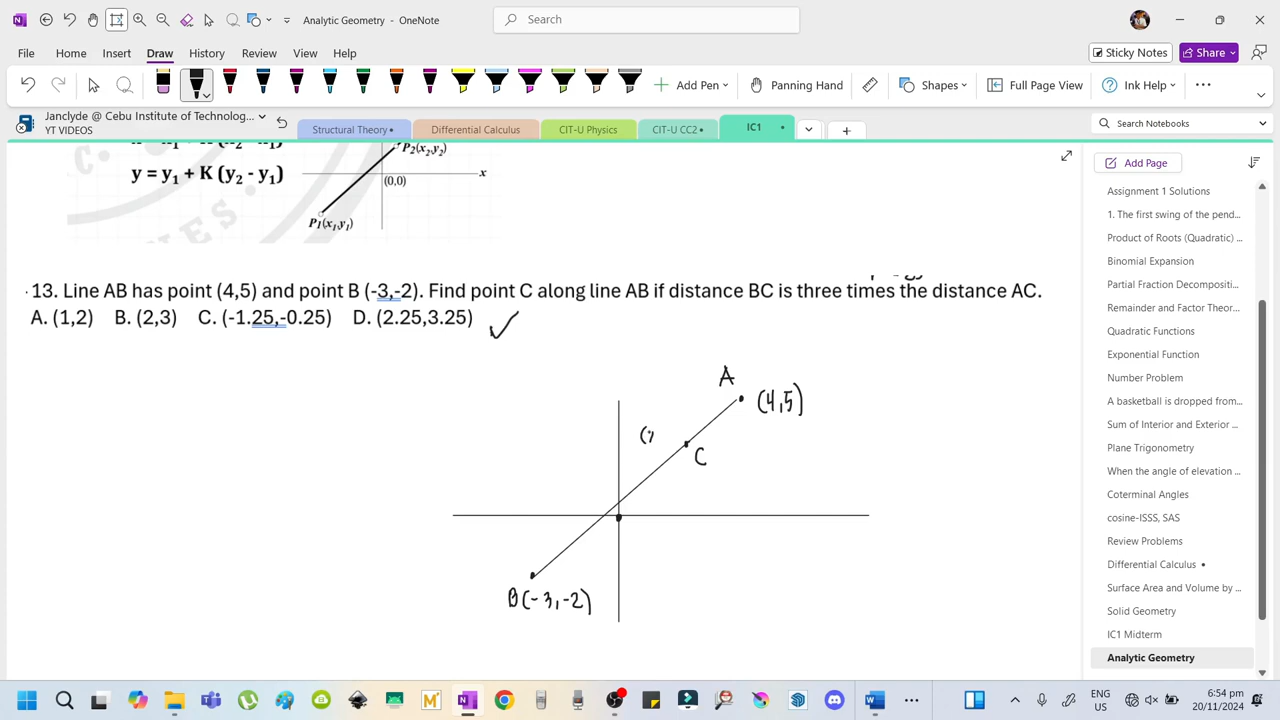 Analytic Geometry - OneNote
Search
File Home Insert Draw History Review View Help
Sticky Notes Share
Add Pen Panning Hand Shapes Full Page View Ink Help
Janclyde @ Cebu Institute of Technolog...
YT VIDEOS
Structural Theory Differential Calculus CIT-U Physics CIT-U CC2 IC1
Search Notebooks
Add Page
y = y1 + K (y2 - y1)
P2(x2,y2)
x
(0,0)
P1(x1,y1)
13. Line AB has point (4,5) and point B (-3,-2). Find point C along line AB if distance BC is three times the distance AC.
A. (1,2) B. (2,3) C. (-1.25,-0.25) D. (2.25,3.25)
A
(4,5)
C
B(-3,-2)
Assignment 1 Solutions
1. The first swing of the pend...
Product of Roots (Quadratic) ...
Binomial Expansion
Partial Fraction Decompositi...
Remainder and Factor Theor...
Quadratic Functions
Exponential Function
Number Problem
A basketball is dropped from...
Sum of Interior and Exterior ...
Plane Trigonometry
When the angle of elevation ...
Coterminal Angles
cosine-ISSS, SAS
Review Problems
Differential Calculus
Surface Area and Volume by ...
Solid Geometry
IC1 Midterm
Analytic Geometry
ENG
US
6:54 pm
20/11/2024